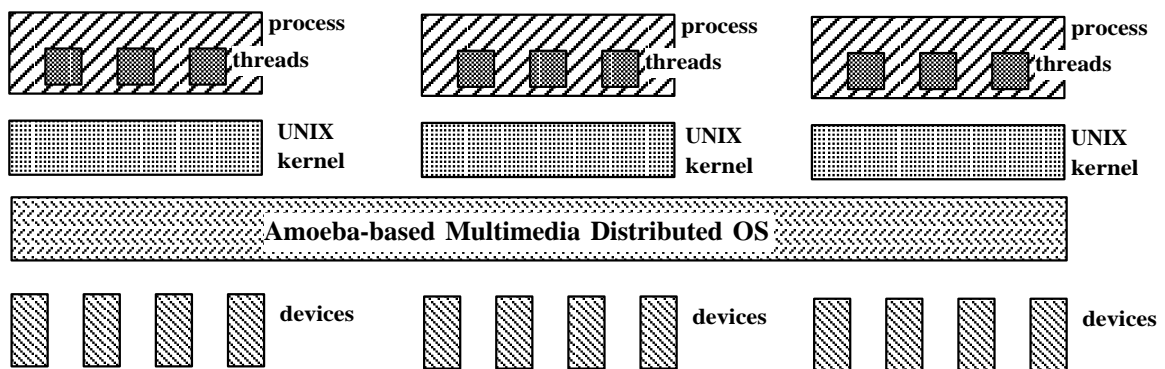 process
threads
UNIX
kernel
process
threads
UNIX
kernel
process
threads
UNIX
kernel
Amoeba-based Multimedia Distributed OS
devices
devices
devices